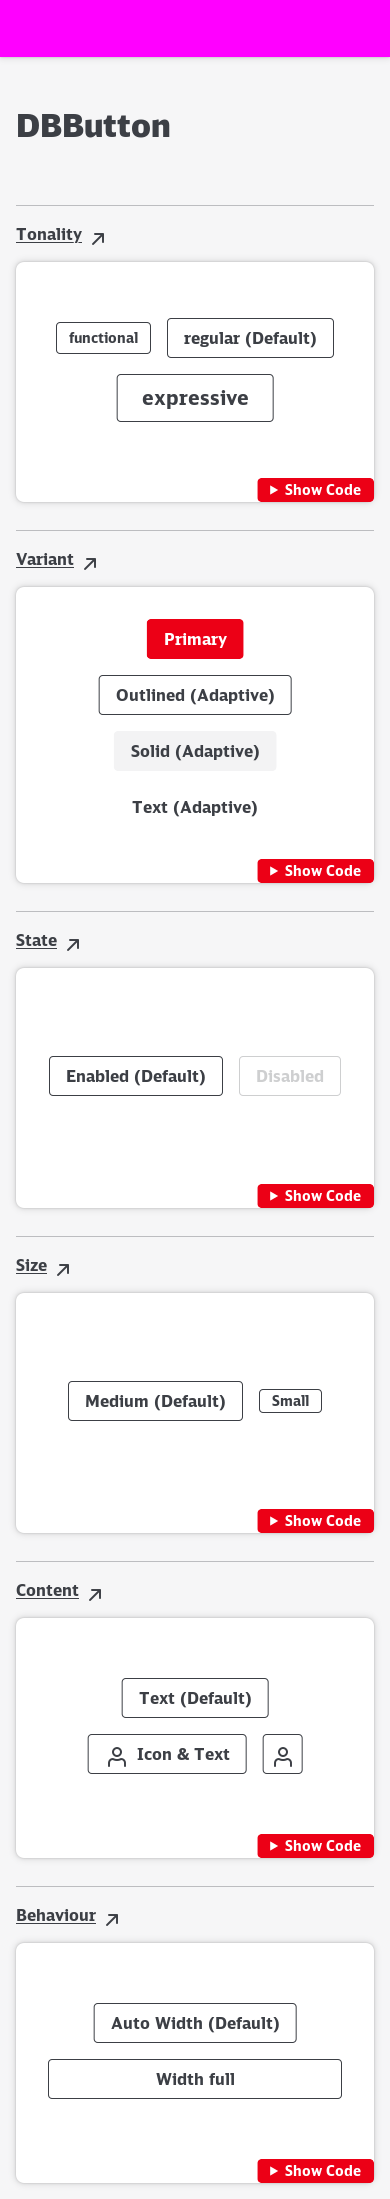 DBButton
Tonality
functional
regular (Default)
expressive
Show Code
Variant
Primary
Outlined (Adaptive)
Solid (Adaptive)
Text (Adaptive)
Show Code
State
Enabled (Default)
Disabled
Show Code
Size
Medium (Default)
Small
Show Code
Content
Text (Default)
Icon & Text
Show Code
Behaviour
Auto Width (Default)
Width full
Show Code